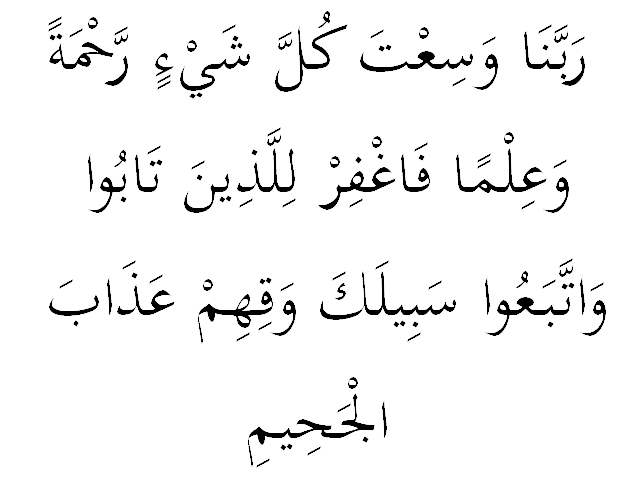 رَبَّنَا وَسِعْتَ كُلَّ شَيْءٍ رَّحْمَةً
وَعِلْمًا فَاغْفِرْ لِلَّذِينَ تَابُوا
وَاتَّبَعُوا سَبِيلَكَ وَقِهِمْ عَذَابَ
الْجَحِيمِ